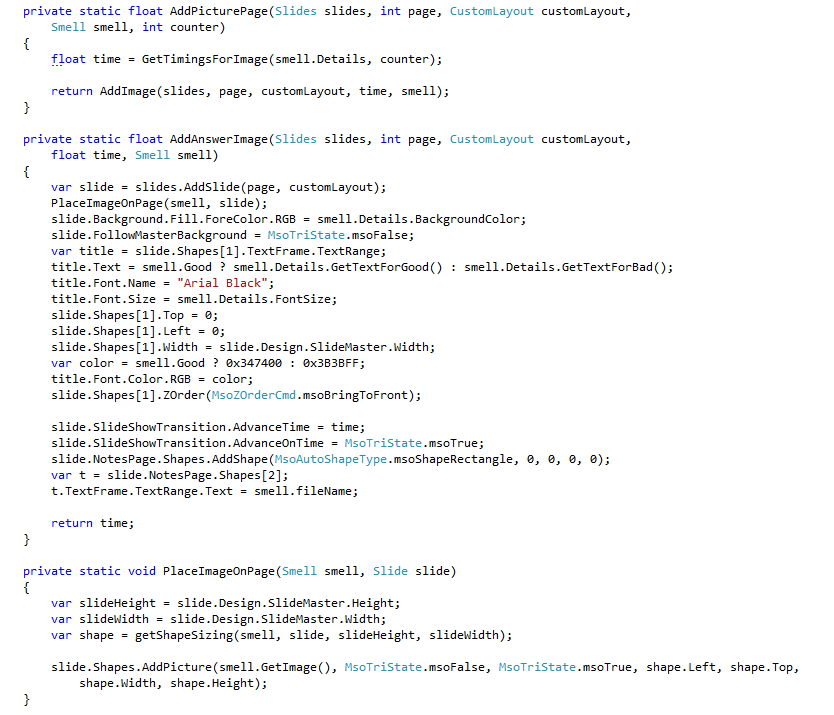 private static float AddPicturePage(Slides slides, int page, CustomLayout customLayout,
    Smell smell, int counter)
{
    float time = GetTimingsForImage(smell.Details, counter);

    return AddImage(slides, page, customLayout, time, smell);
}

private static float AddAnswerImage(Slides slides, int page, CustomLayout customLayout,
    float time, Smell smell)
{
    var slide = slides.AddSlide(page, customLayout);
    PlaceImageOnPage(smell, slide);
    slide.Background.Fill.ForeColor.RGB = smell.Details.BackgroundColor;
    slide.FollowMasterBackground = MsoTriState.msoFalse;
    var title = slide.Shapes[1].TextFrame.TextRange;
    title.Text = smell.Good ? smell.Details.GetTextForGood() : smell.Details.GetTextForBad();
    title.Font.Name = "Arial Black";
    title.Font.Size = smell.Details.FontSize;
    slide.Shapes[1].Top = 0;
    slide.Shapes[1].Left = 0;
    slide.Shapes[1].Width = slide.Design.SlideMaster.Width;
    var color = smell.Good ? 0x347400 : 0x3B3BFF;
    title.Font.Color.RGB = color;
    slide.Shapes[1].ZOrder(MsoZOrderCmd.msoBringToFront);

    slide.SlideShowTransition.AdvanceTime = time;
    slide.SlideShowTransition.AdvanceOnTime = MsoTriState.msoTrue;
    slide.NotesPage.Shapes.AddShape(MsoAutoShapeType.msoShapeRectangle, 0, 0, 0, 0);
    var t = slide.NotesPage.Shapes[2];
    t.TextFrame.TextRange.Text = smell.fileName;

    return time;
}

private static void PlaceImageOnPage(Smell smell, Slide slide)
{
    var slideHeight = slide.Design.SlideMaster.Height;
    var slideWidth = slide.Design.SlideMaster.Width;
    var shape = getShapeSizing(smell, slide, slideHeight, slideWidth);

    slide.Shapes.AddPicture(smell.GetImage(), MsoTriState.msoFalse, MsoTriState.msoTrue, shape.Left, shape.Top,
        shape.Width, shape.Height);
}